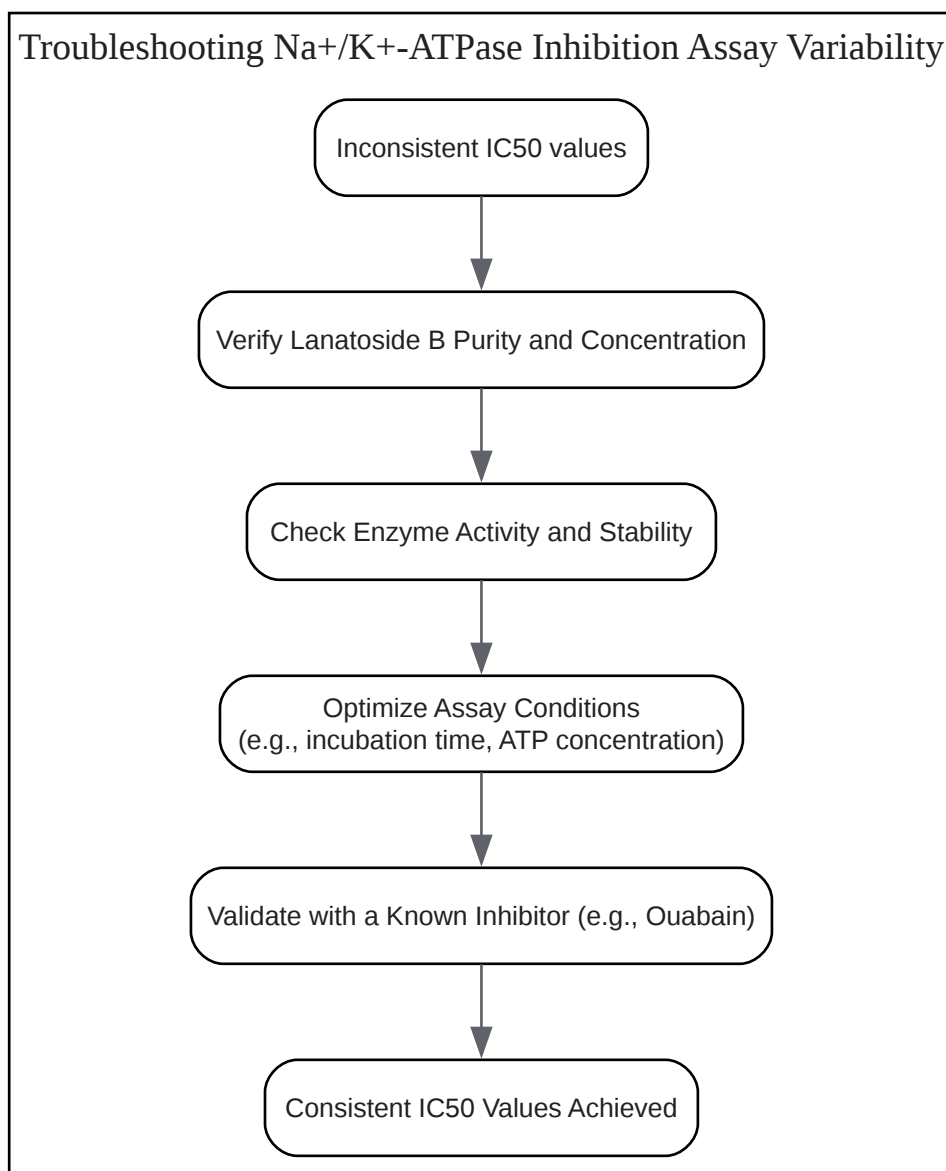 Troubleshooting Na+/K+-ATPase Inhibition Assay Variability
Inconsistent IC50 values
Verify Lanatoside B Purity and Concentration
Check Enzyme Activity and Stability
Optimize Assay Conditions
(e.g., incubation time, ATP concentration)
Validate with a Known Inhibitor (e.g., Ouabain)
Consistent IC50 Values Achieved